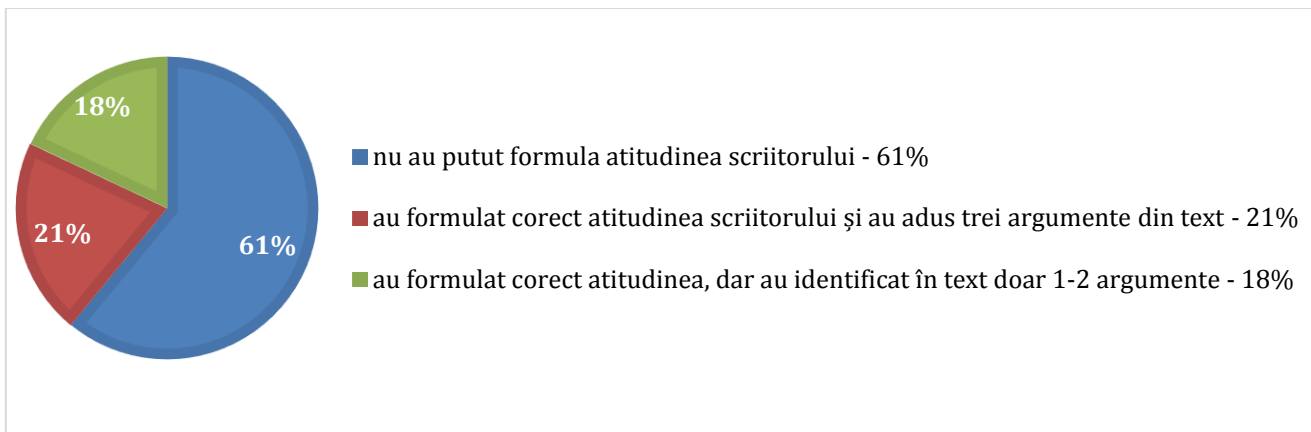 18%
nu au putut formula atitudinea scriitorului - 61%
au formulat corect atitudinea scriitorului și au adus trei argumente din text - 21%
21%
61%
au formulat corect atitudinea, dar au identificat în text doar 1-2 argumente - 18%